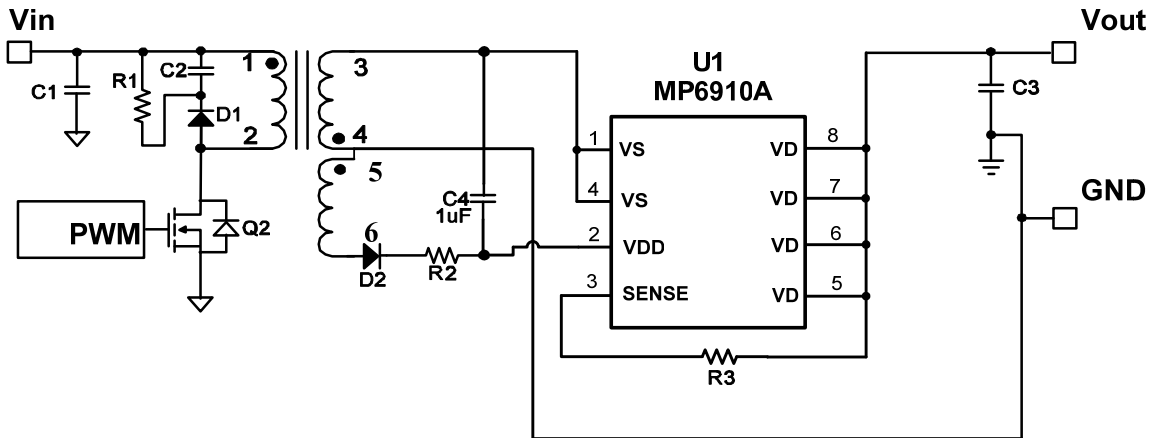 Vin
Vout
C1
R1
C2
D1
1
2
3
4
5
6
PWM
Q2
D2
R2
C4
1uF
U1
MP6910A
1
VS
4
VS
2
VDD
3
SENSE
VD
8
VD
7
VD
6
VD
5
R3
C3
GND